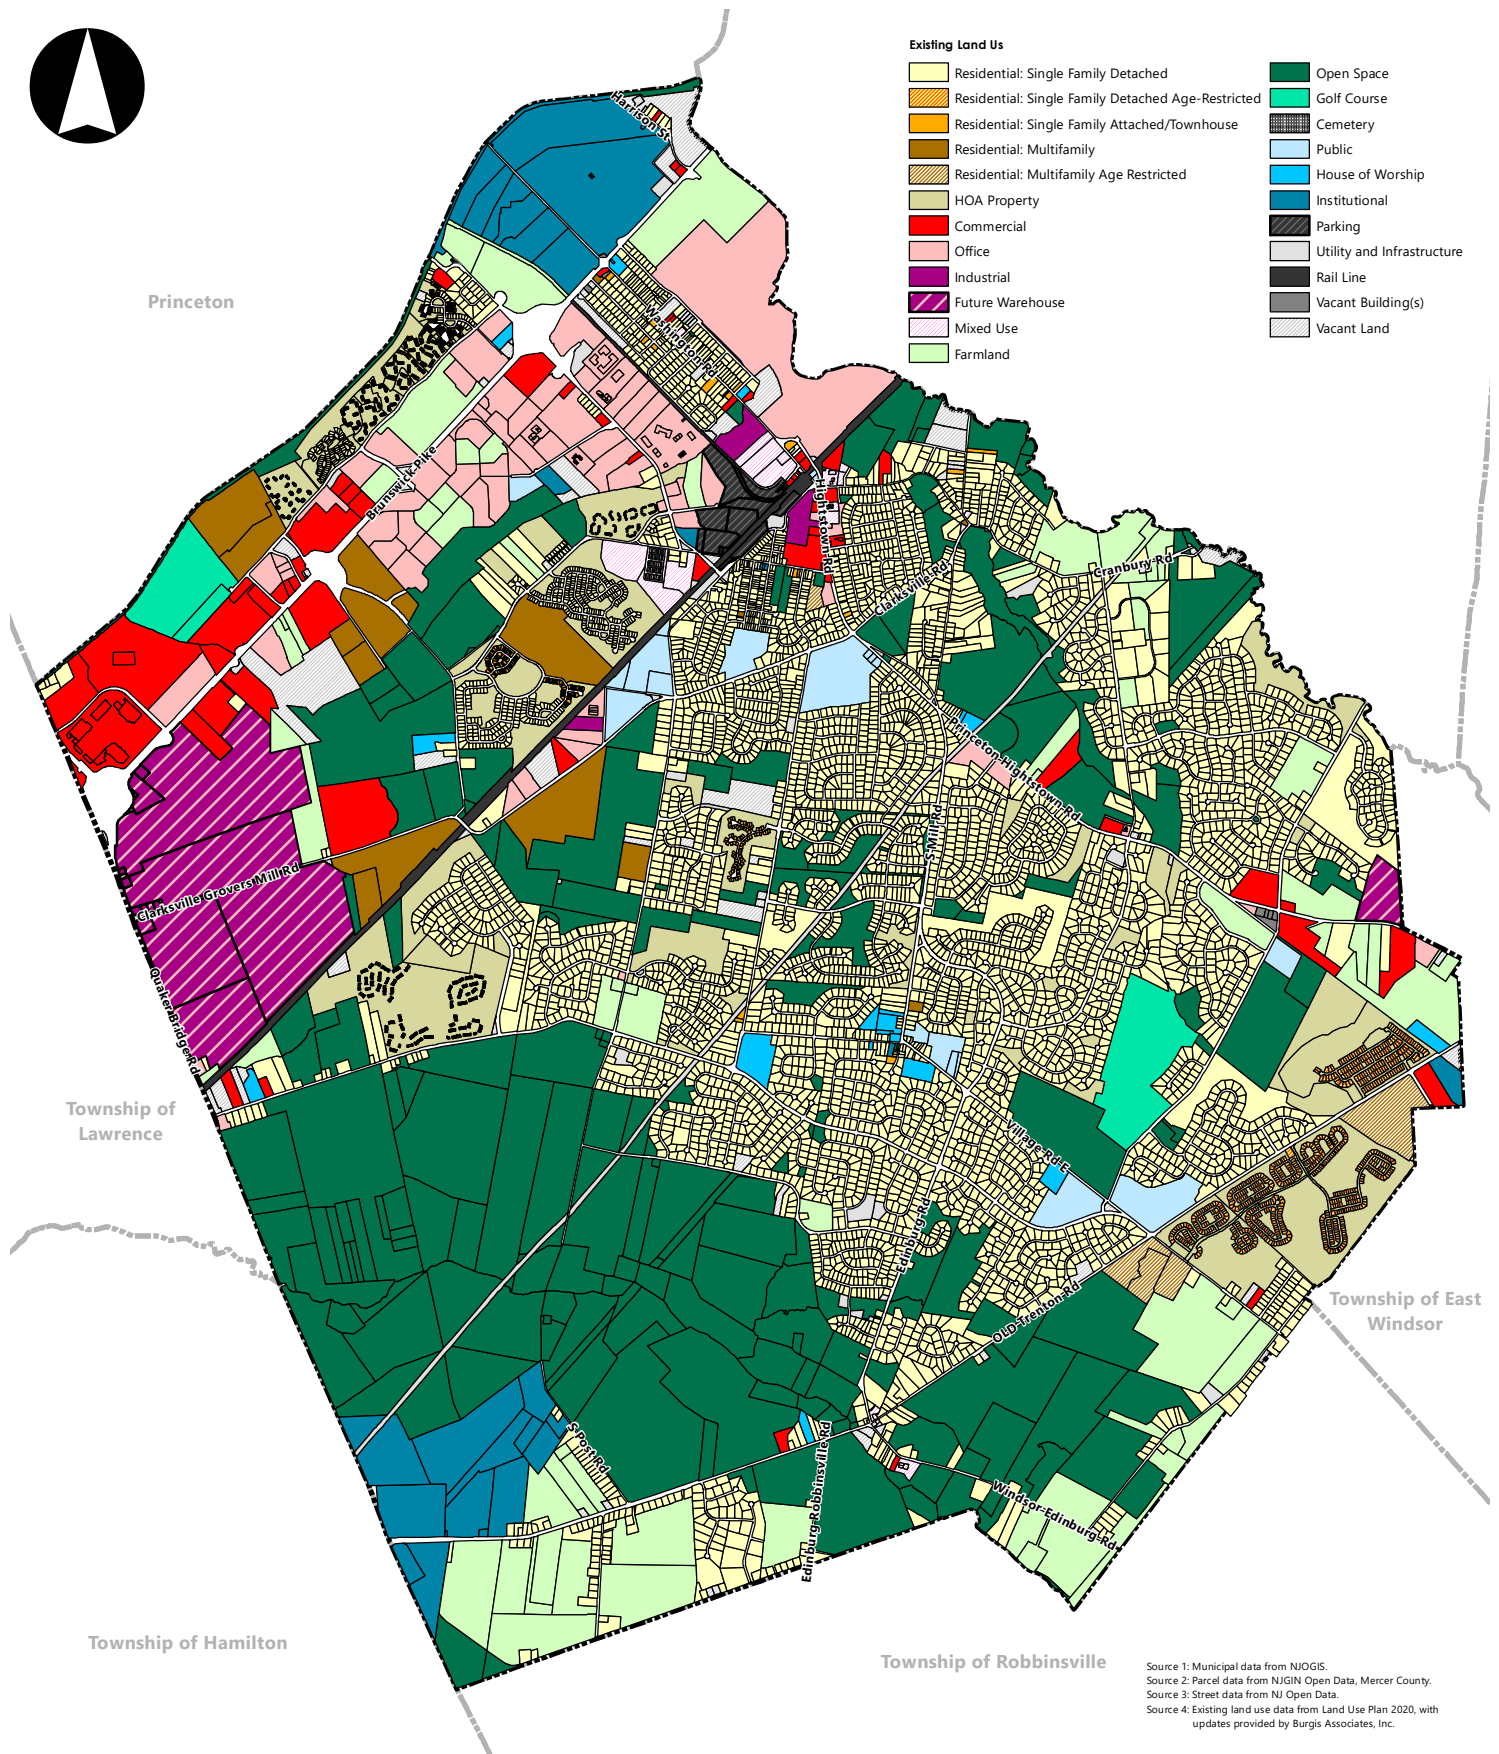 Existing Land Us
Residential: Single Family Detached
Residential: Single Family Detached Age-Restricted
Residential: Single Family Attached/Townhouse
Residential: Multifamily
Residential: Multifamily Age Restricted
HOA Property
Commercial
Office
Industrial
Future Warehouse
Mixed Use
Farmland
Open Space
Golf Course
Cemetery
Public
House of Worship
Institutional
Parking
Utility and Infrastructure
Rail Line
Vacant Building(s)
Vacant Land
Harrison St
Princeton
Washington Rd
Brunswick Pike
Hightstown Rd
Clarksville Rd
Cranbury Rd
Princeton-Hightstown Rd
S Mill Rd
Clarksville Grovers Mill Rd
Quaker Bridge Rd
Township of
Lawrence
Village Rd E
Edinburg Rd
OLD Trenton Rd
Township of East
Windsor
S Post Rd
Edinburg-Robbinsville Rd
Windsor-Edinburg-Rd
Township of Hamilton
Township of Robbinsville
Source 1: Municipal data from NJOGIS.
Source 2: Parcel data from NJGIN Open Data, Mercer County.
Source 3: Street data from NJ Open Data.
Source 4: Existing land use data from Land Use Plan 2020, with
updates provided by Burgis Associates, Inc.